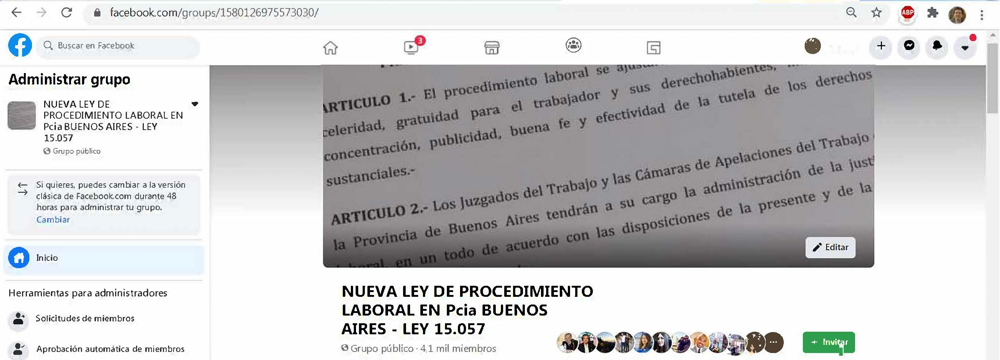 facebook.com/groups/1580126975573030/
ABP
Buscar en Facebook
3
Administrar grupo
NUEVA LEY DE
PROCEDIMIENTO LABORAL EN
Pcia BUENOS AIRES - LEY
15.057
Grupo público
Si quieres, puedes cambiar a la versión
clásica de Facebook.com durante 48
horas para administrar tu grupo.
Cambiar
Inicio
Herramientas para administradores
Solicitudes de miembros
Aprobación automática de miembros
ARTICULO 1.- El procedimiento laboral se
celeridad, gratuidad para el trabajador y sus derechohabientes,
concentración, publicidad, buena fe y efectividad de la tutela de los derechos
sustanciales.-
ARTICULO 2.- Los Juzgados del Trabajo y las Cámaras de Apelaciones del Trabajo
la Provincia de Buenos Aires tendrán a su cargo la administración de la just
en un todo de acuerdo con las disposiciones de la presente y de la
Editar
NUEVA LEY DE PROCEDIMIENTO
LABORAL EN Pcia BUENOS
AIRES - LEY 15.057
Grupo público · 4,1 mil miembros
+ Invitar